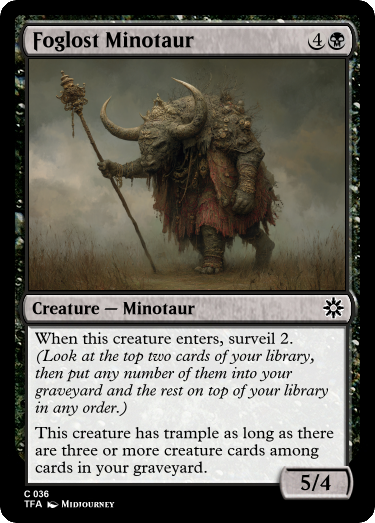 Foglost Minotaur 4
Creature — Minotaur
When this creature enters, surveil 2.
(Look at the top two cards of your library,
then put any number of them into your
graveyard and the rest on top of your library
in any order.)
This creature has trample as long as there
are three or more creature cards among
cards in your graveyard.
5/4
C 036
TFA Midjourney